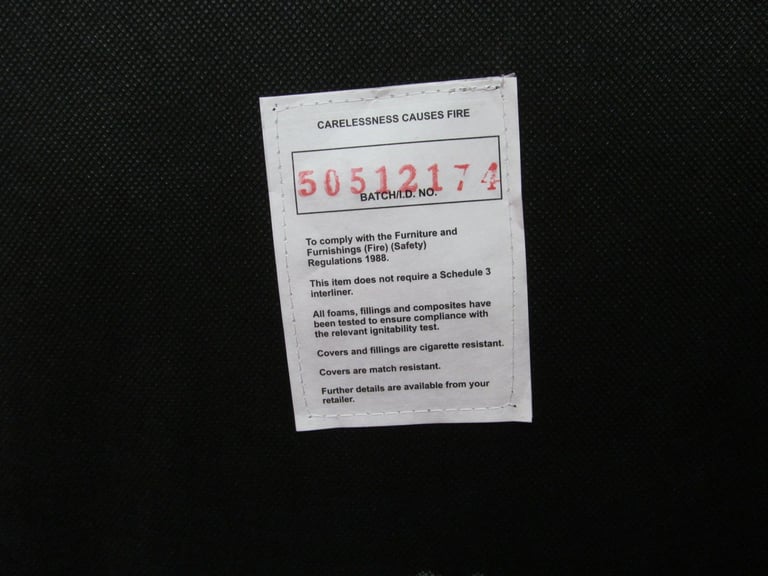 CARELESSNESS CAUSES FIRE
50512174
BATCH/I.D. NO.
To comply with the Furniture and
Furnishings (Fire) (Safety)
Regulations 1988.
This item does not require a Schedule 3
interliner.
All foams, fillings and composites have
been tested to ensure compliance with
the relevant ignitability test.
Covers and fillings are cigarette resistant.
Covers are match resistant.
Further details are available from your
retailer.